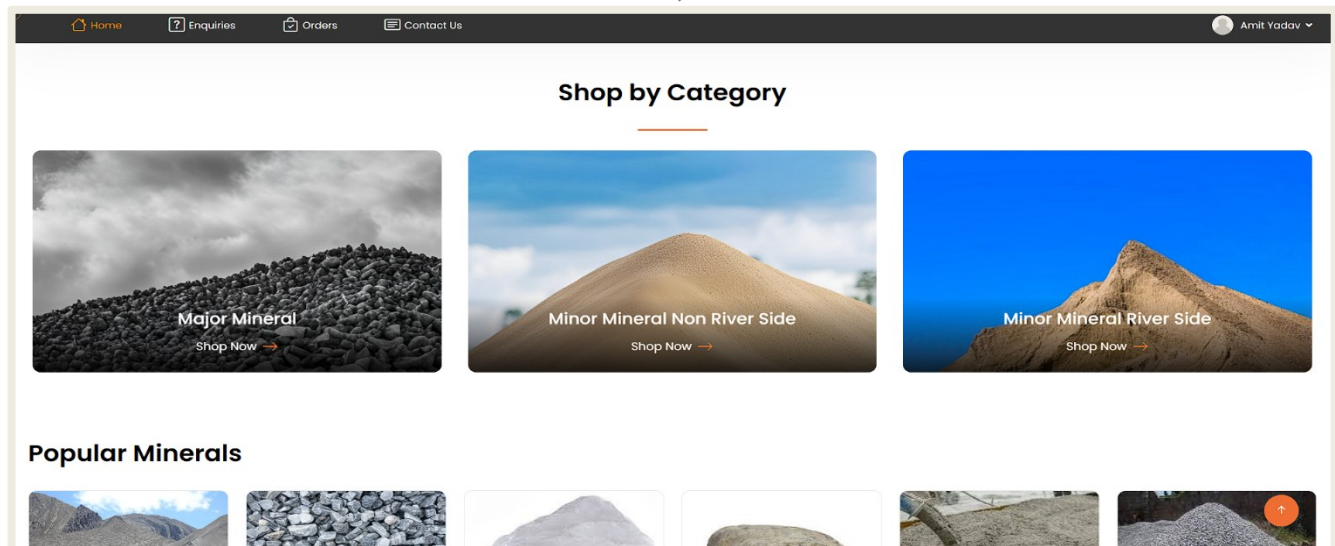 Home Enquiries Orders Contact Us Amit Yadav
Shop by Category
Major Mineral
Shop Now →
Minor Mineral Non River Side
Shop Now →
Minor Mineral River Side
Shop Now →
Popular Minerals